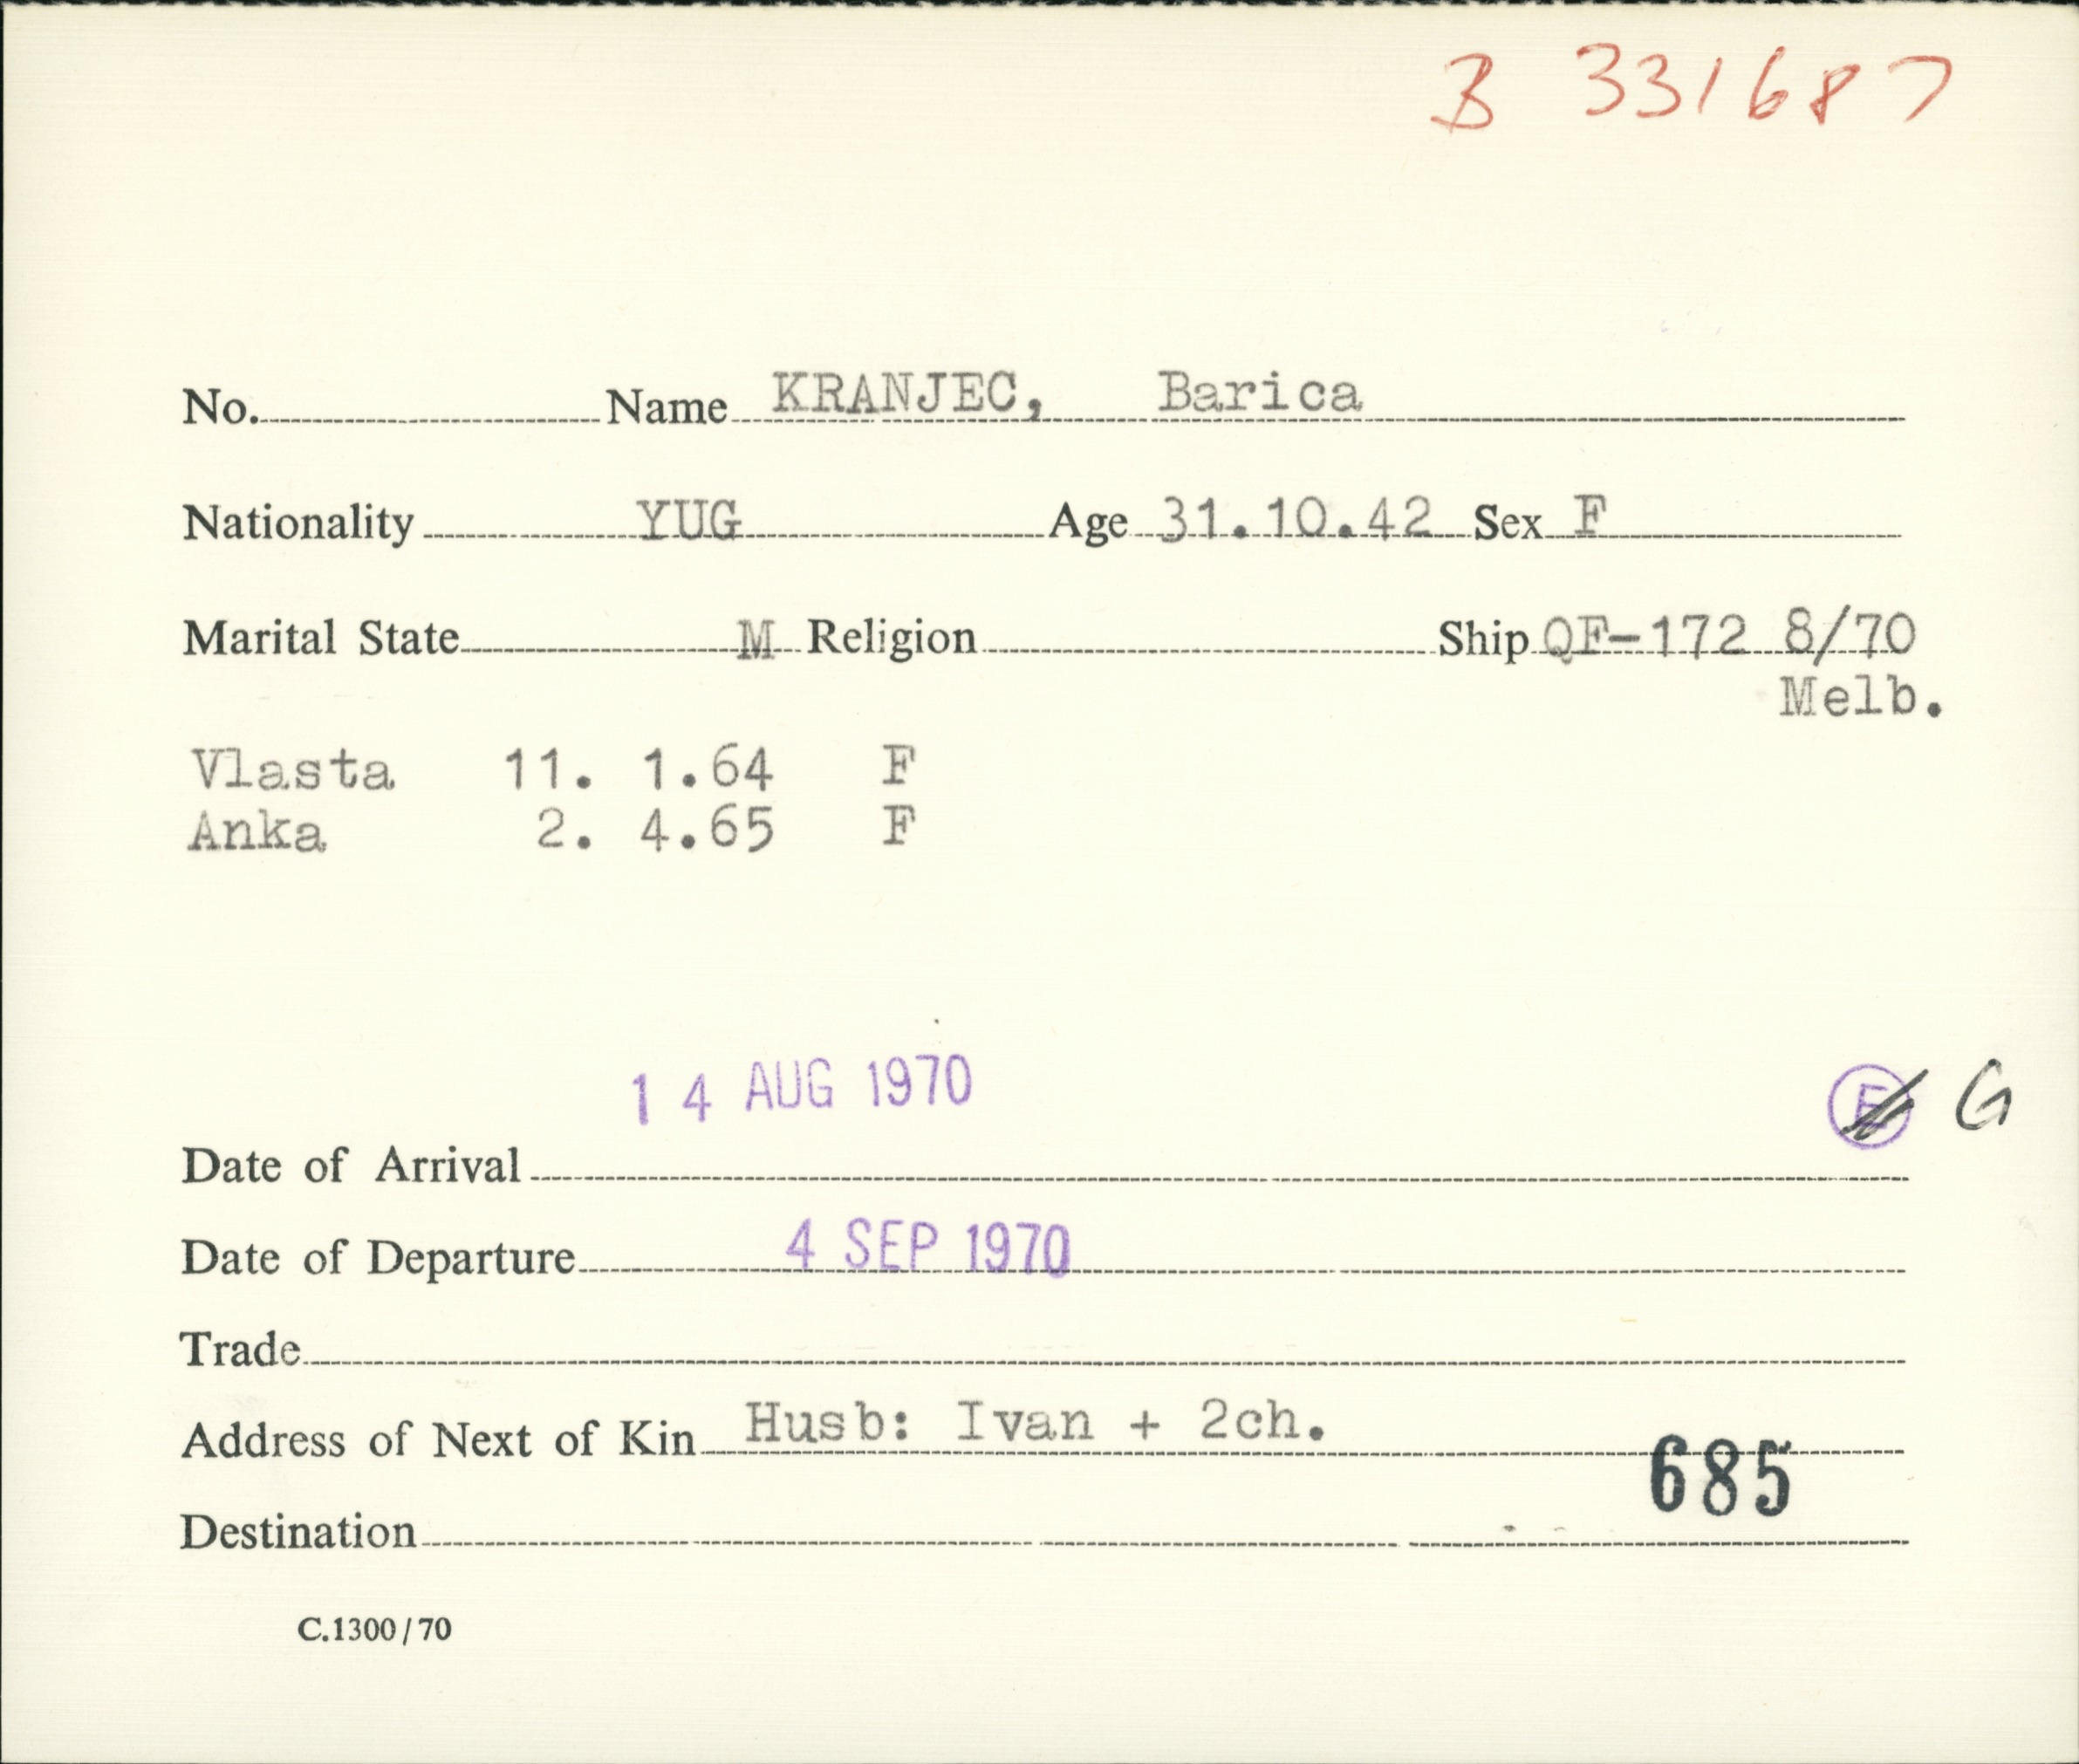 B 331687
No. Name KRANJEC, Barica
Nationality YUG Age 31.10.42 Sex F
Marital State M Religion Ship QF-172 8/70
Melb.
Vlasta 11. 1.64 F
Anka 2. 4.65 F
14 AUG 1970
E G
Date of Arrival
Date of Departure 4 SEP 1970
Trade
Address of Next of Kin Husb: Ivan + 2ch.
685
Destination
C.1300/70